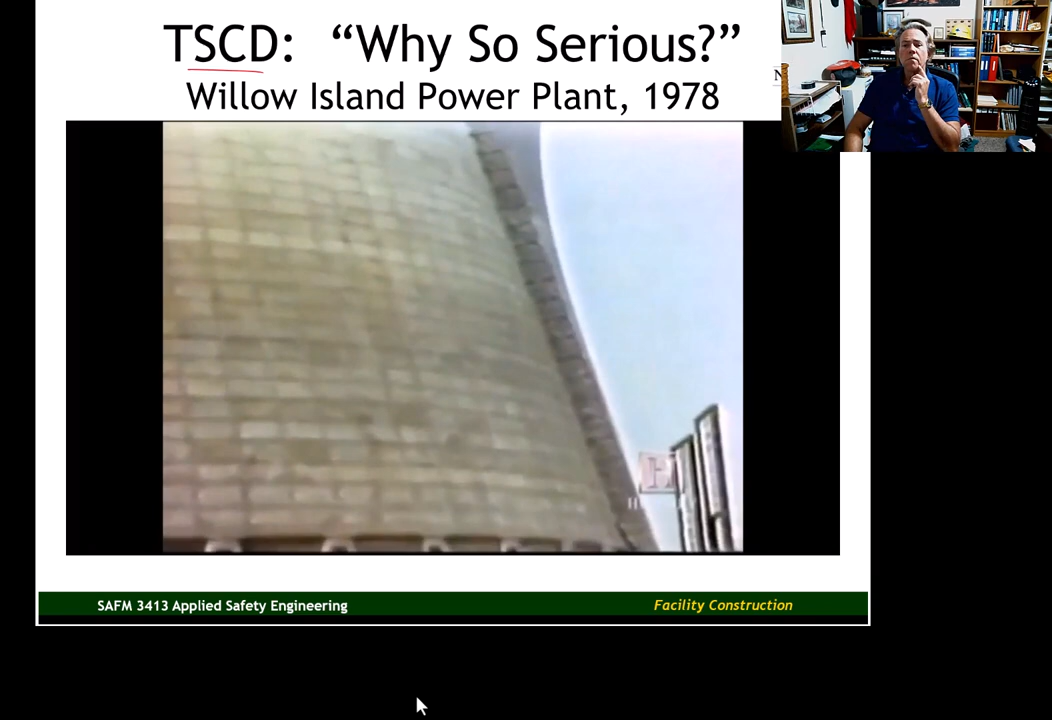 TSCD: “Why So Serious?”
Willow Island Power Plant, 1978
N
H
SAFM 3413 Applied Safety Engineering
Facility Construction